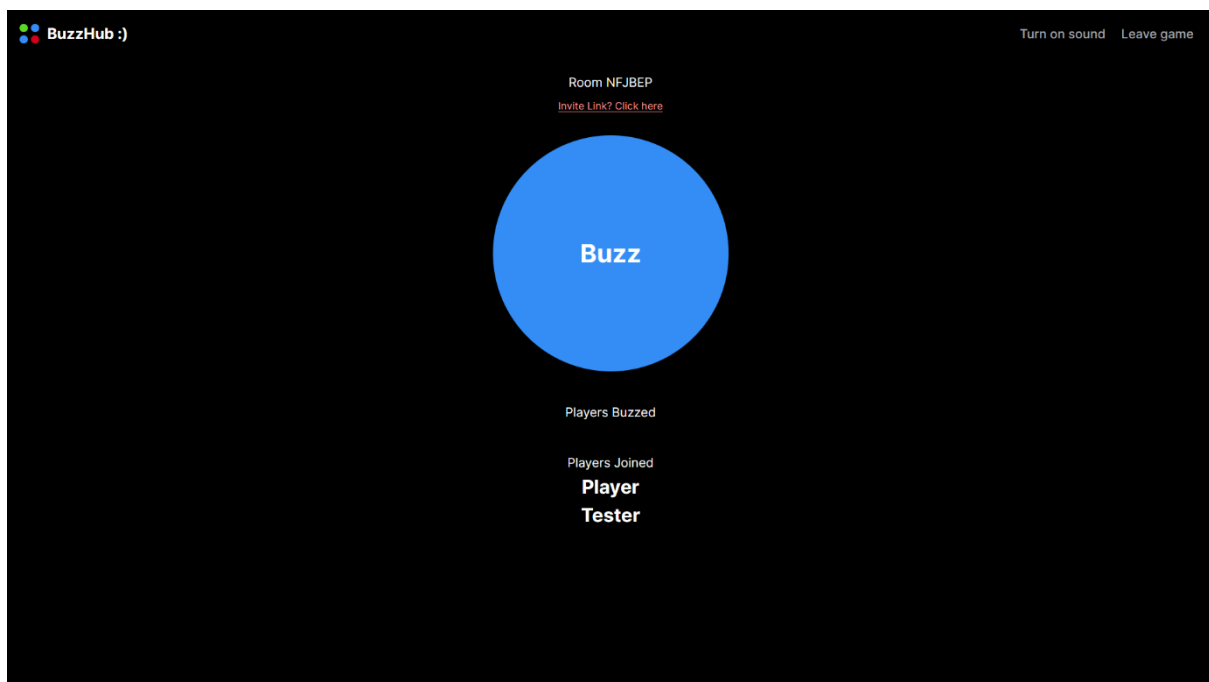 BuzzHub :)
Turn on sound Leave game
Room NFJBEP
Invite Link? Click here
Buzz
Players Buzzed
Players Joined
Player
Tester